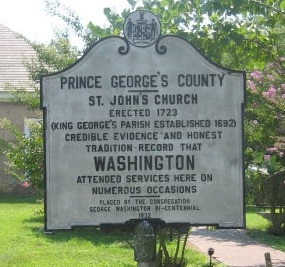 PRINCE GEORGE'S COUNTY
ST. JOHN'S CHURCH
ERECTED 1723
(KING GEORGE'S PARISH ESTABLISHED 1692)
CREDIBLE EVIDENCE AND HONEST
TRADITION RECORD THAT
WASHINGTON
ATTENDED SERVICES HERE ON
NUMEROUS OCCASIONS
PLACED BY THE CONGREGATION
GEORGE WASHINGTON BI-CENTENNIAL
1932